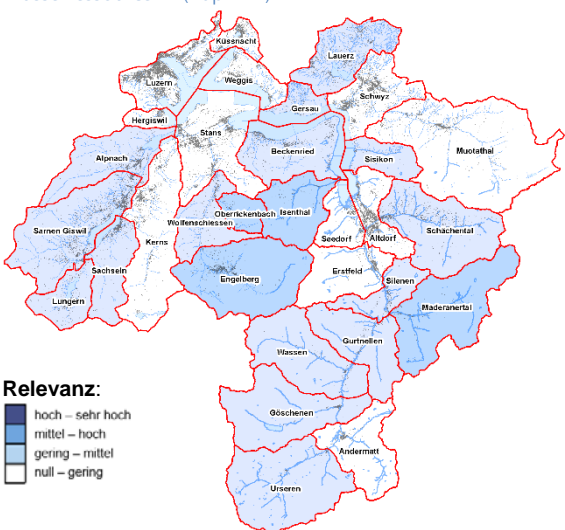 Küssnacht
Lauerz
Luzern
Weggis
Schwyz
Gersau
Hergiswil
Stans
Beckenried
Muotathal
Alpnach
Sisikon
Oberrickenbach
Isenthal
Wolfenschiessen
Sarnen Giswil
Schächental
Kerns
Seedorf
Altdorf
Sachseln
Erstfeld
Engelberg
Silenen
Lungern
Maderanertal
Gurtnellen
Wassen
Relevanz:
hoch – sehr hoch
mittel – hoch
gering – mittel
null – gering
Göschenen
Andermatt
Urseren